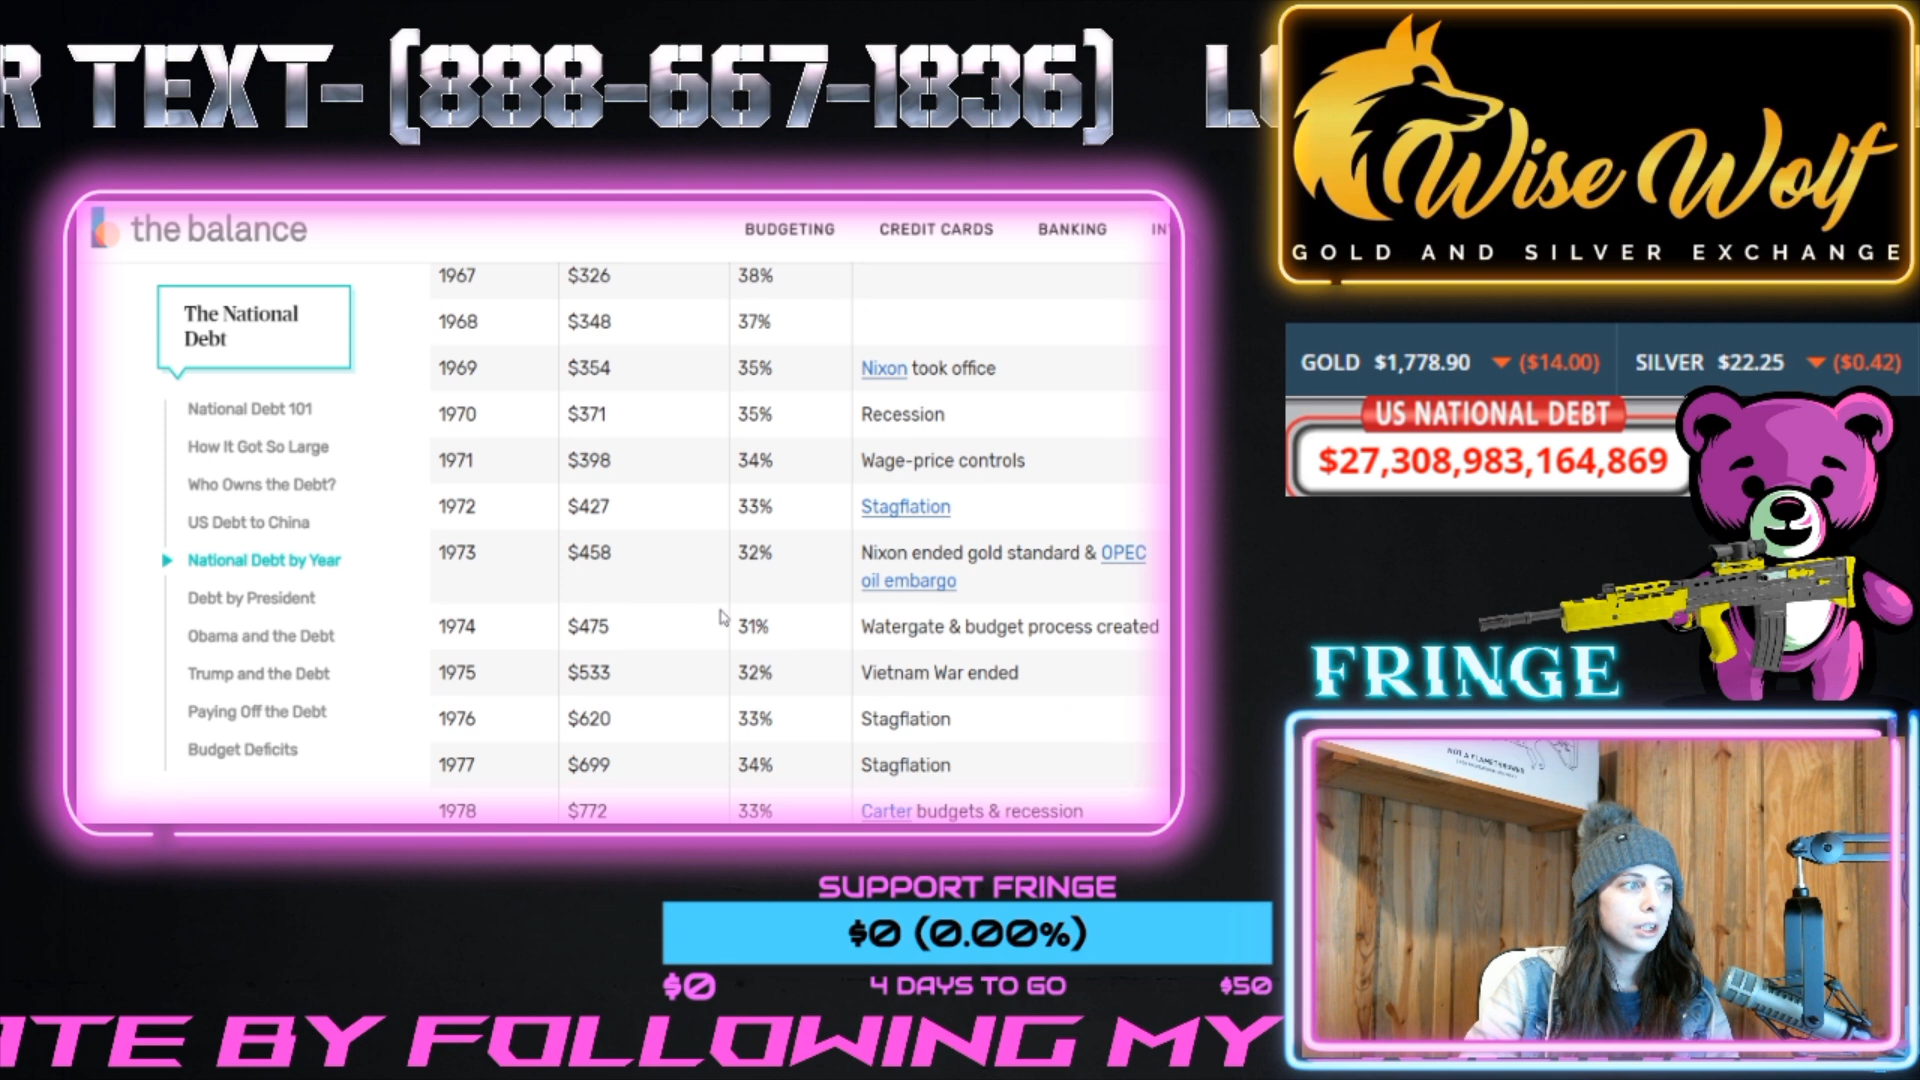 R TEXT- (888-667-1836) L
Wise Wolf
GOLD AND SILVER EXCHANGE
the balance
BUDGETING CREDIT CARDS BANKING IN
The National
Debt
National Debt 101
How It Got So Large
Who Owns the Debt?
US Debt to China
National Debt by Year
Debt by President
Obama and the Debt
Trump and the Debt
Paying Off the Debt
Budget Deficits
1967 $326 38%
1968 $348 37%
1969 $354 35% Nixon took office
1970 $371 35% Recession
1971 $398 34% Wage-price controls
1972 $427 33% Stagflation
1973 $458 32% Nixon ended gold standard & OPEC
oil embargo
1974 $475 31% Watergate & budget process created
1975 $533 32% Vietnam War ended
1976 $620 33% Stagflation
1977 $699 34% Stagflation
1978 $772 33% Carter budgets & recession
GOLD $1,778.90 ▼ ($14.00) SILVER $22.25 ▼ ($0.42)
US NATIONAL DEBT
$27,308,983,164,869
FRINGE
NOT A FLAMETHROWER
SUPPORT FRINGE
$0 (0.00%)
$0 4 DAYS TO GO $50
ITE BY FOLLOWING MY